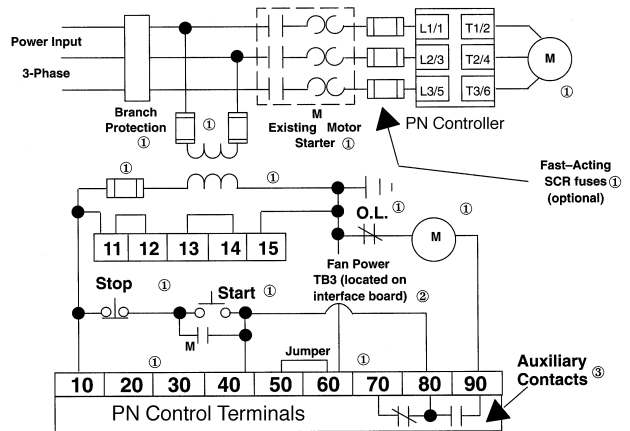 Power Input
3-Phase
Branch
Protection ①
①
M
Existing Motor
Starter ①
L1/1 T1/2
L2/3 T2/4
L3/5 T3/6
M
①
PN Controller
Fast–Acting
SCR fuses ①
(optional)
①
①
O.L.
①
①
M
11 12 13 14 15
Fan Power
TB3 (located on
interface board) ②
Stop
①
Start ①
M
①
Jumper
①
Auxiliary
Contacts ③
10 20 30 40 50 60 70 80 90
PN Control Terminals